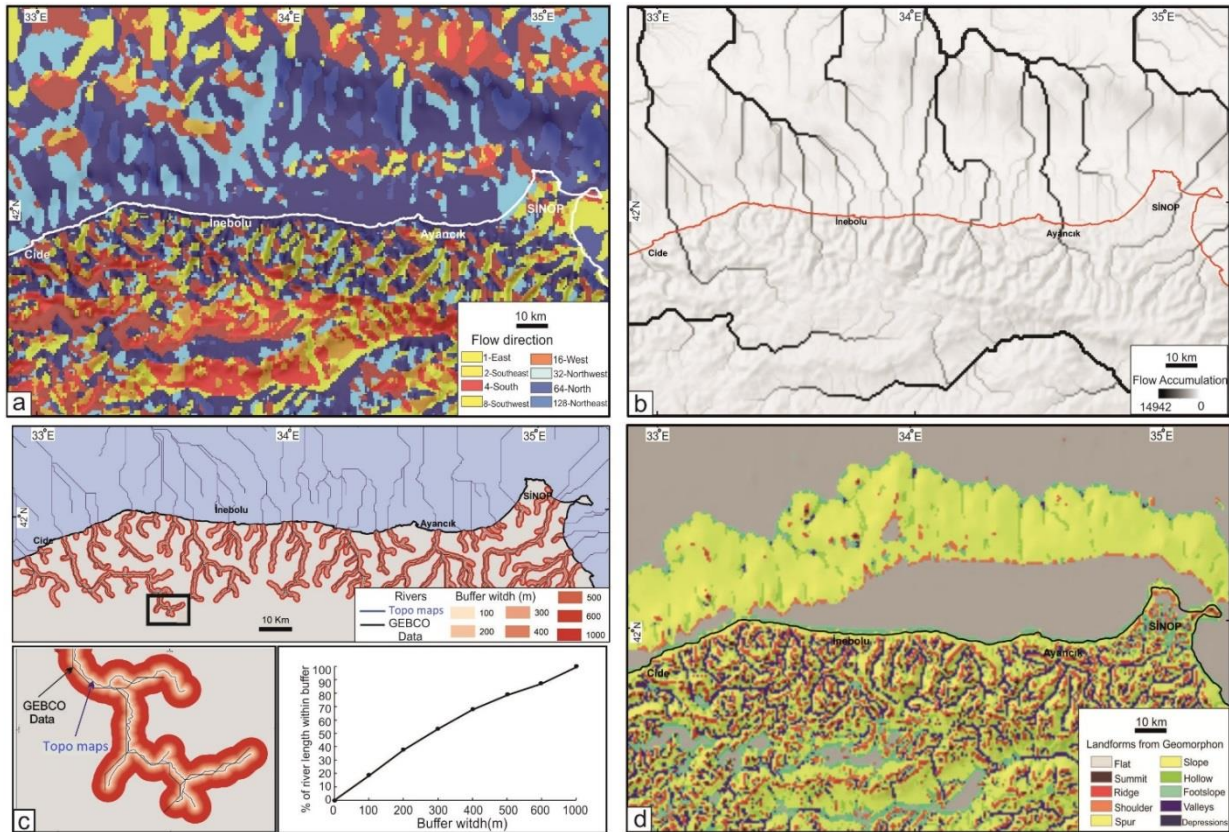 33°E
34°E
35°E
42°N
İnebolu
Ayancık
SİNOP
Cide
10 km
Flow direction
1-East
16-West
2-Southeast
32-Northwest
4-South
64-North
8-Southwest
128-Northeast
a
33°E
34°E
35°E
42°N
SİNOP
İnebolu
Ayancık
Cide
10 km
Flow Accumulation
14942 0
b
33°E
34°E
35°E
42°N
SİNOP
İnebolu
Ayancık
Cide
10 Km
Rivers
Topo maps
GEBCO
Data
Buffer witdh (m)
100
300
500
200
400
600
1000
GEBCO
Data
Topo maps
c
% of river length within buffer
100
90
80
70
60
50
40
30
20
10
0
0 100 200 300 400 500 600 1000
Buffer witdh(m)
33°E
34°E
35°E
42°N
SİNOP
İnebolu
Ayancık
Cide
10 km
Landforms from Geomorphon
Flat
Slope
Summit
Hollow
Ridge
Footslope
Shoulder
Valleys
Spur
Depressions
d